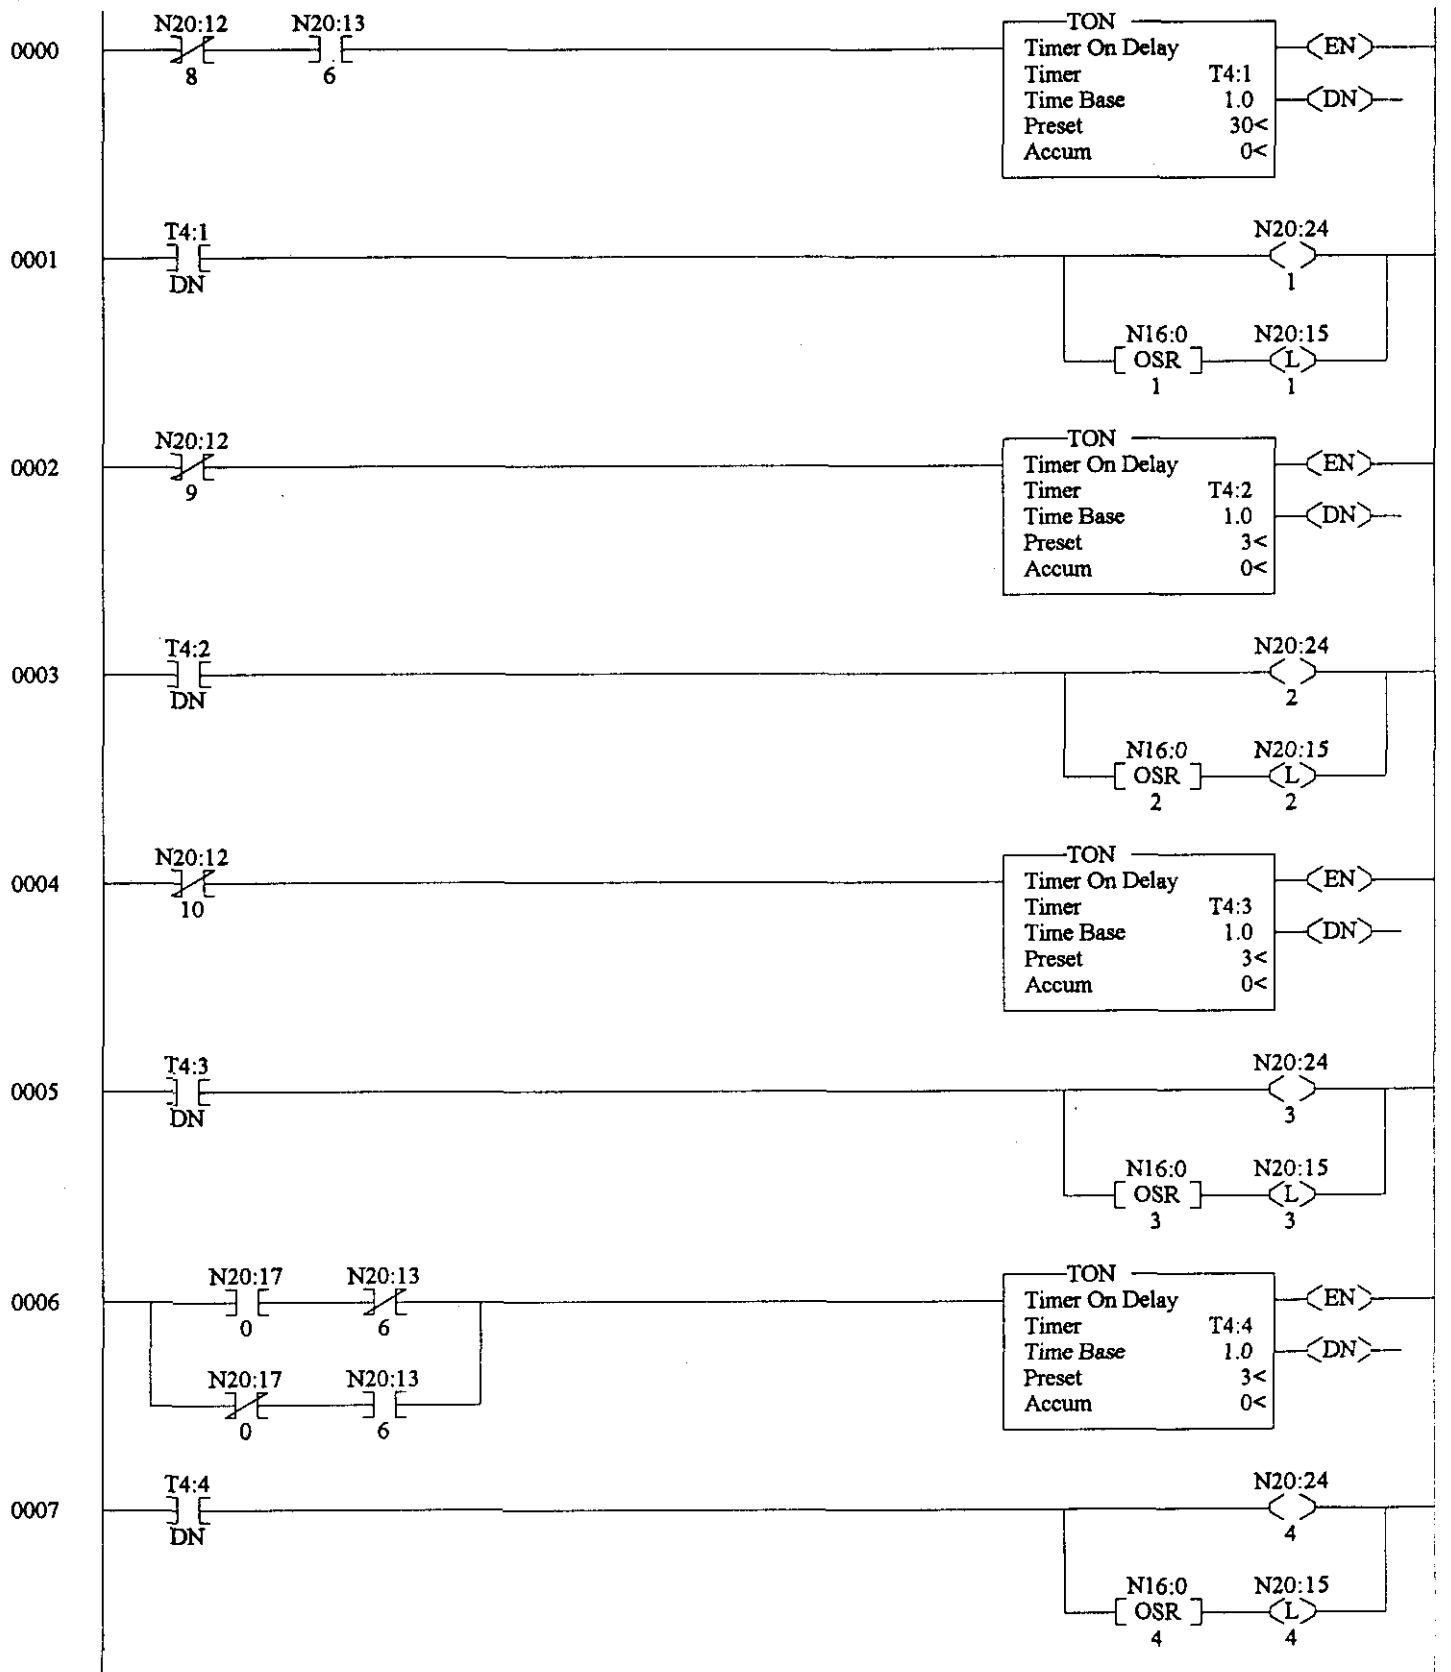 N20:12 N20:13 TON
0000 Timer On Delay EN
8 6 Timer T4:1
Time Base 1.0 DN
Preset 30<
Accum 0<
T4:1 N20:24
0001
DN 1
N16:0 N20:15
OSR L
1 1
N20:12 TON
0002 Timer On Delay EN
9 Timer T4:2
Time Base 1.0 DN
Preset 3<
Accum 0<
T4:2 N20:24
0003
DN 2
N16:0 N20:15
OSR L
2 2
N20:12 TON
0004 Timer On Delay EN
10 Timer T4:3
Time Base 1.0 DN
Preset 3<
Accum 0<
T4:3 N20:24
0005
DN 3
N16:0 N20:15
OSR L
3 3
N20:17 N20:13 TON
0006 Timer On Delay EN
0 6 Timer T4:4
Time Base 1.0 DN
N20:17 N20:13 Preset 3<
Accum 0<
0 6
T4:4 N20:24
0007
DN 4
N16:0 N20:15
OSR L
4 4